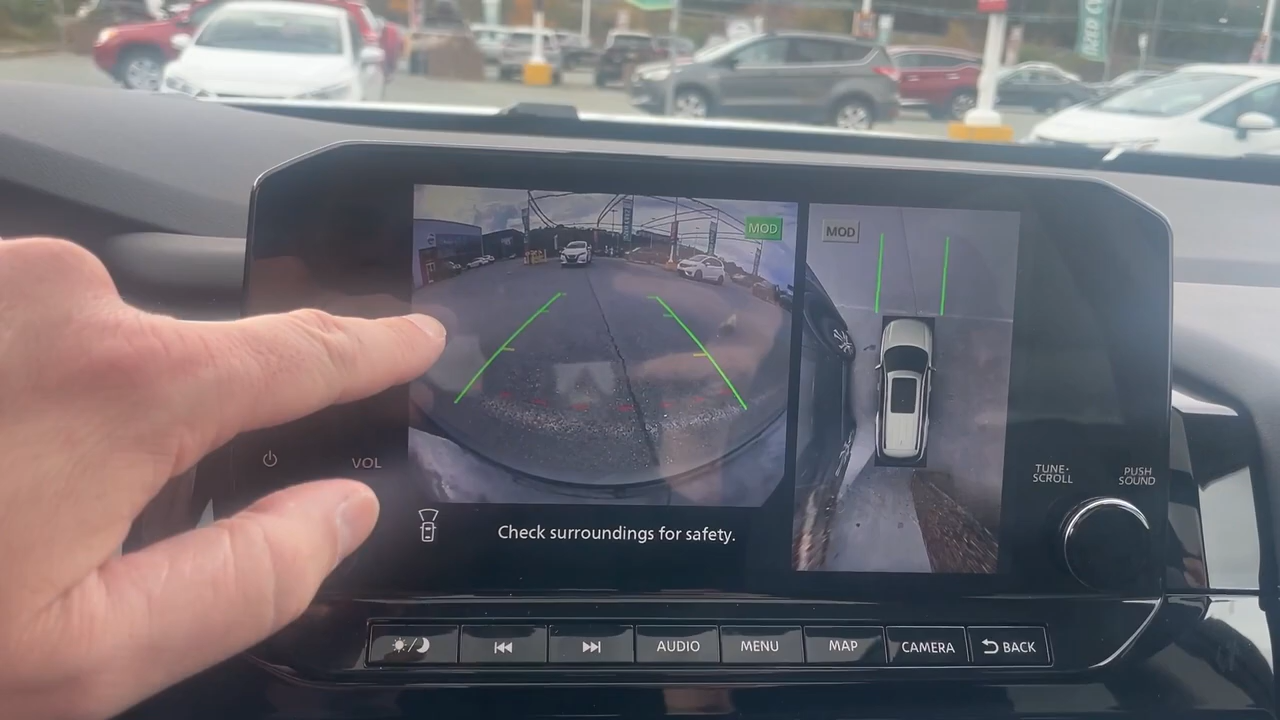 MOD
MOD
VOL
TUNE·
SCROLL
PUSH
SOUND
Check surroundings for safety.
AUDIO
MENU
MAP
CAMERA
BACK